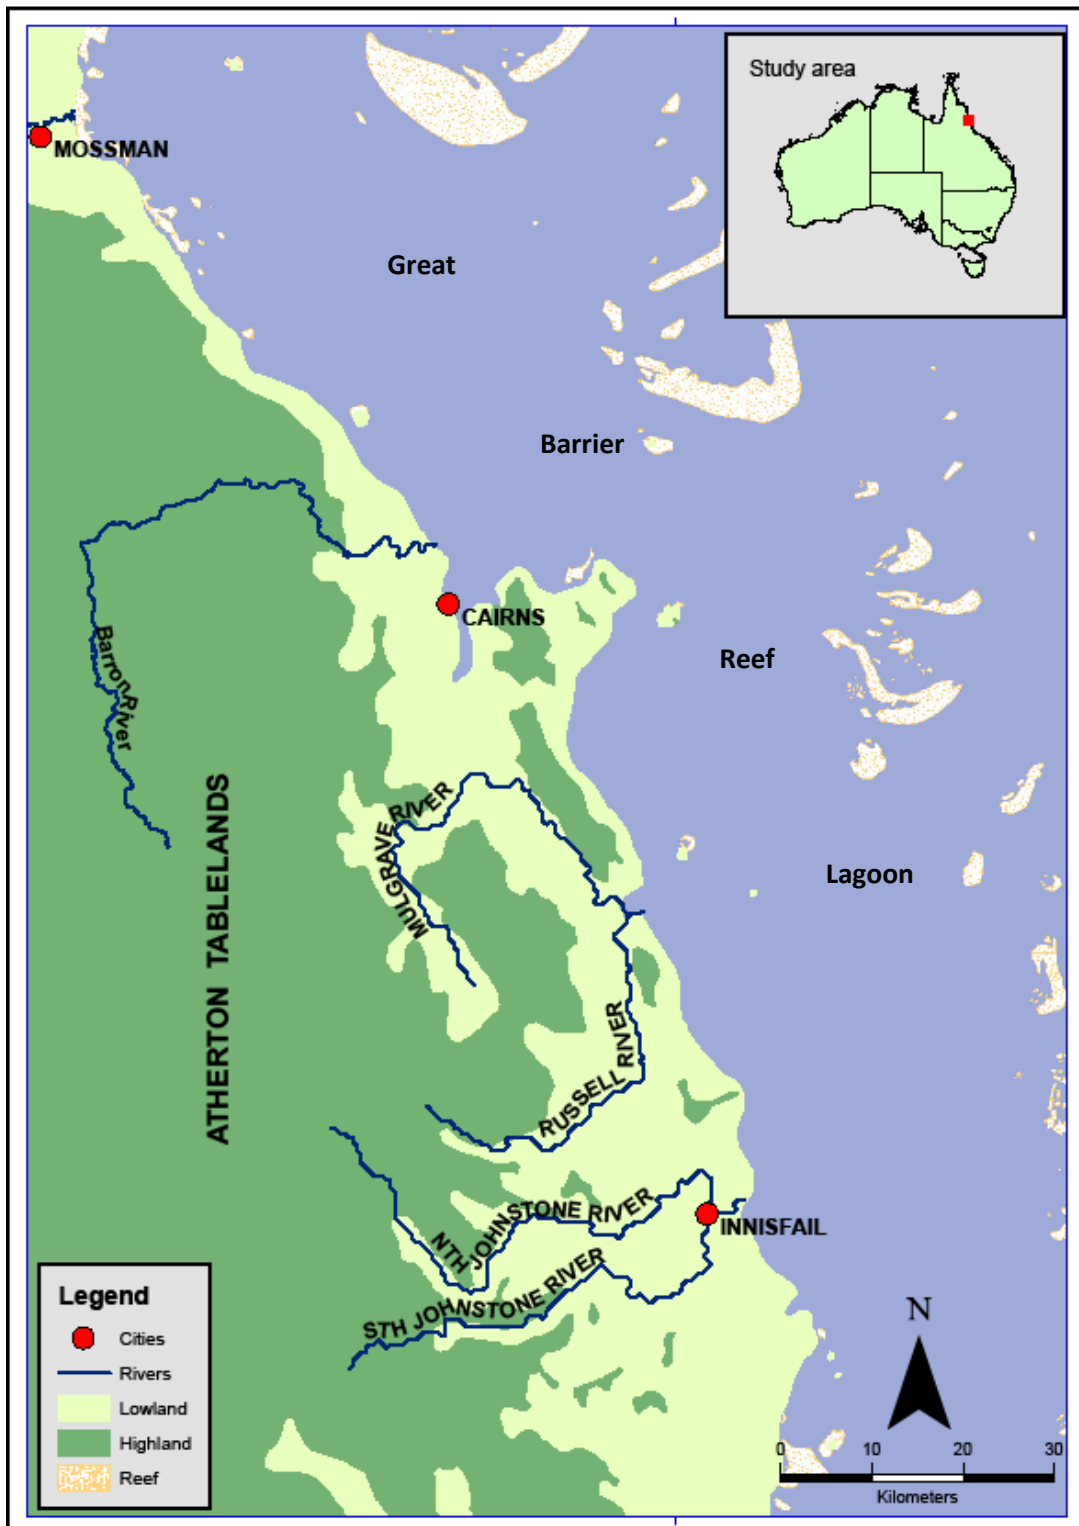 Study area
MOSSMAN
Great
Barrier
CAIRNS
Reef
Barron River
MULGRAVE RIVER
ATHERTON TABLELANDS
Lagoon
RUSSELL RIVER
NTH JOHNSTONE RIVER
INNISFAIL
STH JOHNSTONE RIVER
Legend
Cities
Rivers
Lowland
Highland
Reef
N
0 10 20 30
Kilometers